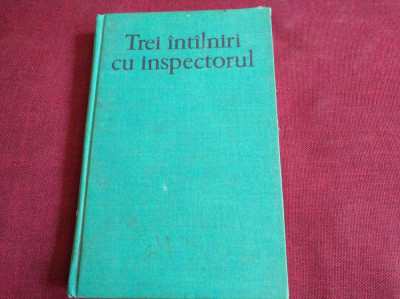 Trei întîlniri
cu inspectorul